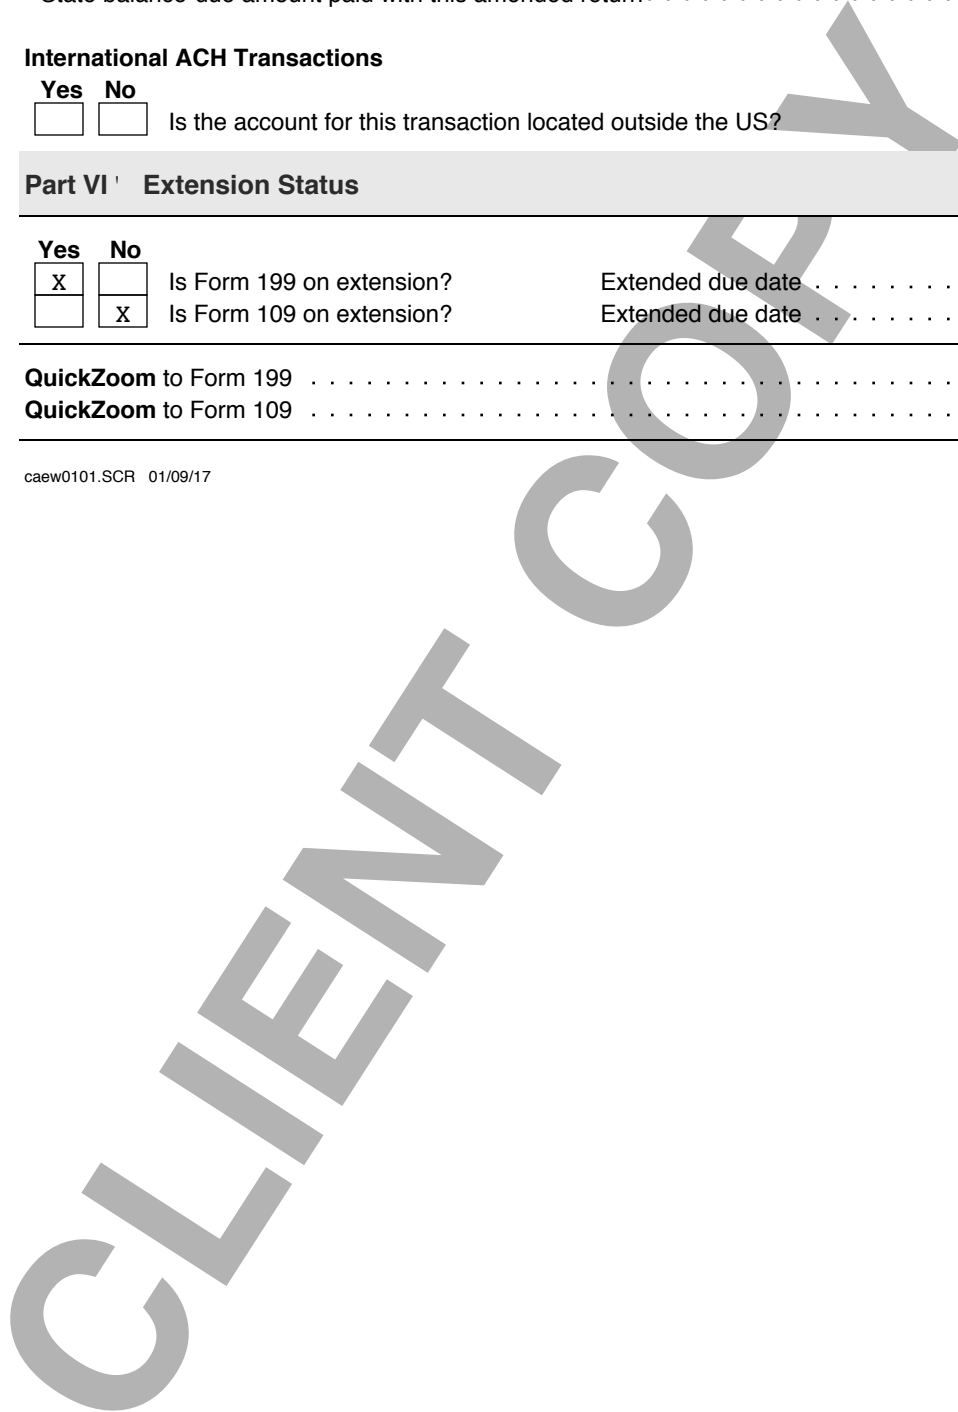 State balance-due amount paid with this amended return . . . . . . . . . . . . . . . . . . . . . . .
International ACH Transactions
Yes No
Is the account for this transaction located outside the US?
Part VI ' Extension Status
Yes No
X Is Form 199 on extension? Extended due date . . . . . . . .
X Is Form 109 on extension? Extended due date . . . . . . . .
QuickZoom to Form 199 . . . . . . . . . . . . . . . . . . . . . . . . . . . . . . . . . . .
QuickZoom to Form 109 . . . . . . . . . . . . . . . . . . . . . . . . . . . . . . . . . . .
caew0101.SCR 01/09/17
CLIENT COPY